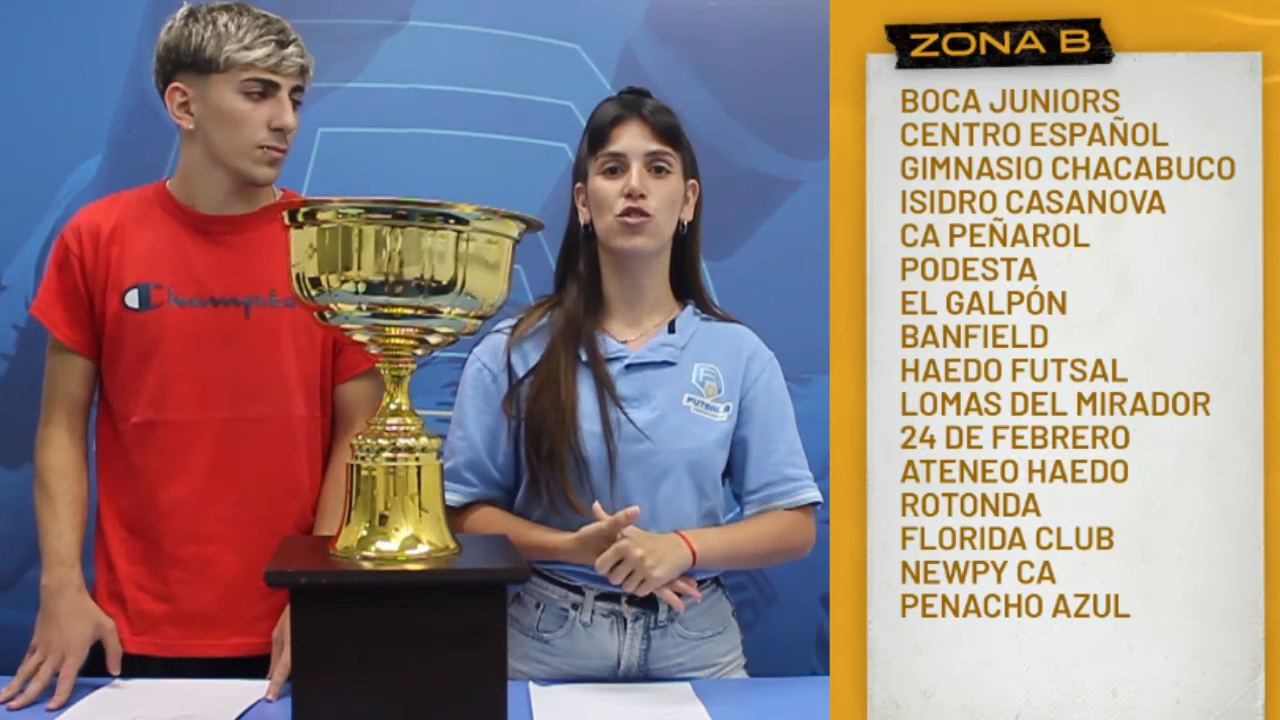 Champion
ZONA B
BOCA JUNIORS
CENTRO ESPAÑOL
GIMNASIO CHACABUCO
ISIDRO CASANOVA
CA PEÑAROL
PODESTA
EL GALPÓN
BANFIELD
HAEDO FUTSAL
LOMAS DEL MIRADOR
24 DE FEBRERO
ATENEO HAEDO
ROTONDA
FLORIDA CLUB
NEWPY CA
PENACHO AZUL